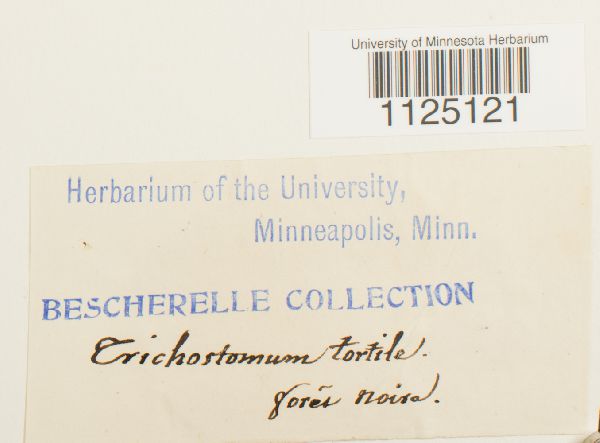 University of Minnesota Herbarium
1125121
Herbarium of the University,
Minneapolis, Minn.
BESCHERELLE COLLECTION
Trichostomum tortile.
forêt noire.